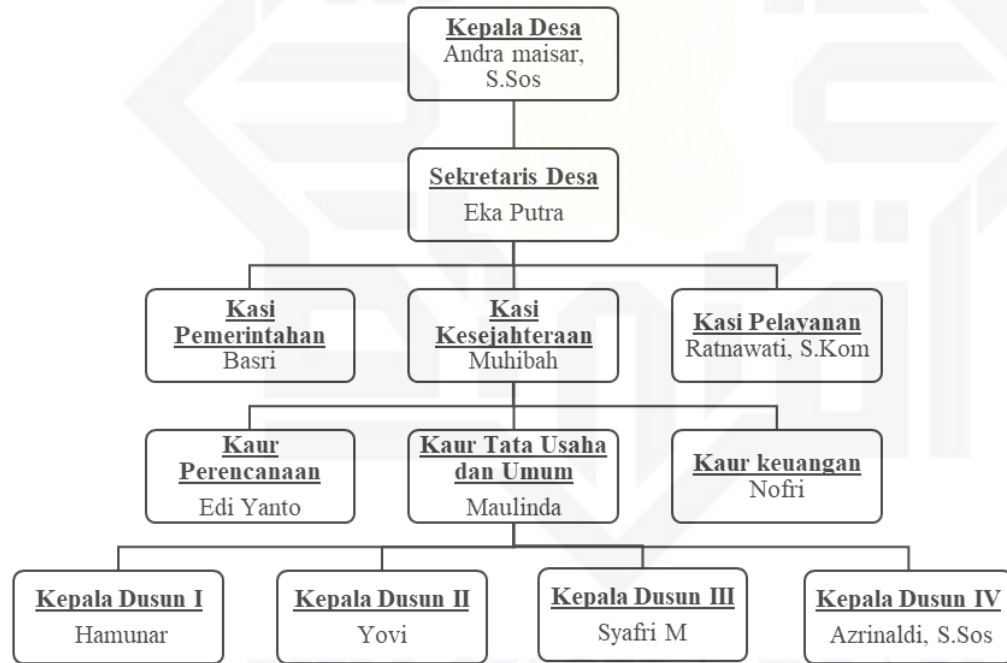 Kepala Desa
Andra maisar,
S.Sos
Sekretaris Desa
Eka Putra
Kasi
Pemerintahan
Basri
Kasi
Kesejahteraan
Muhibah
Kasi Pelayanan
Ratnawati, S.Kom
Kaur
Perencanaan
Edi Yanto
Kaur Tata Usaha
dan Umum
Maulinda
Kaur keuangan
Nofri
Kepala Dusun I
Hamunar
Kepala Dusun II
Yovi
Kepala Dusun III
Syafri M
Kepala Dusun IV
Azrinaldi, S.Sos